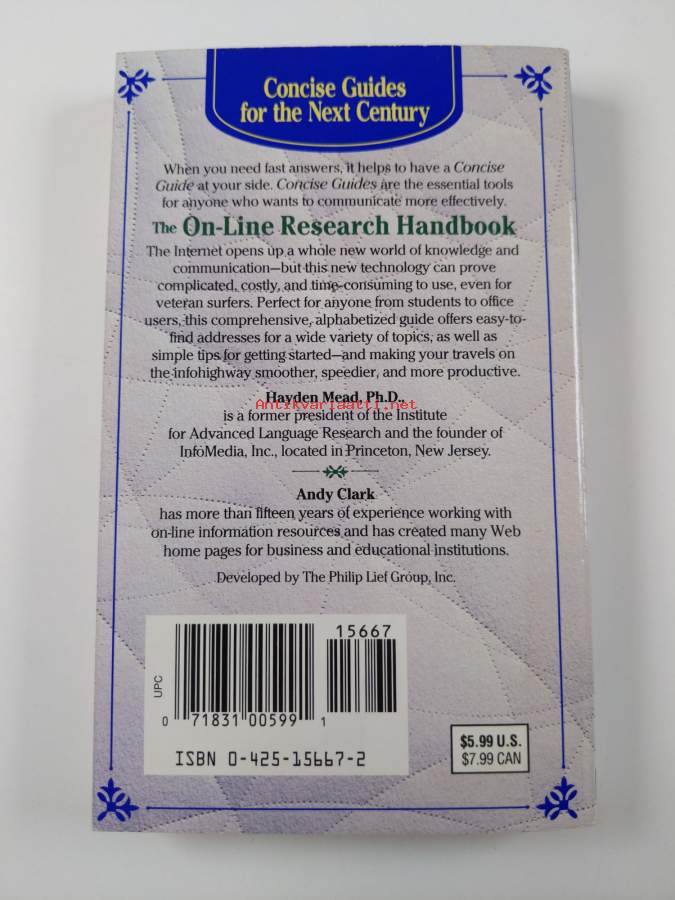 Concise Guides
for the Next Century
When you need fast answers, it helps to have a Concise
Guide at your side. Concise Guides are the essential tools
for anyone who wants to communicate more effectively.
The On-Line Research Handbook
The Internet opens up a whole new world of knowledge and
communication—but this new technology can prove
complicated, costly, and time-consuming to use, even for
veteran surfers. Perfect for anyone from students to office
users, this comprehensive, alphabetized guide offers easy-to-
find addresses for a wide variety of topics, as well as
simple tips for getting started—and making your travels on
the infohighway smoother, speedier, and more productive.
Hayden Mead, Ph.D.,
Antikvariaatti.net
is a former president of the Institute
for Advanced Language Research and the founder of
InfoMedia, Inc., located in Princeton, New Jersey.
Andy Clark
has more than fifteen years of experience working with
on-line information resources and has created many Web
home pages for business and educational institutions.
Developed by The Philip Lief Group, Inc.
15667
UPC
0 71831 00599 1
ISBN 0-425-15667-2
$5.99 U.S.
$7.99 CAN